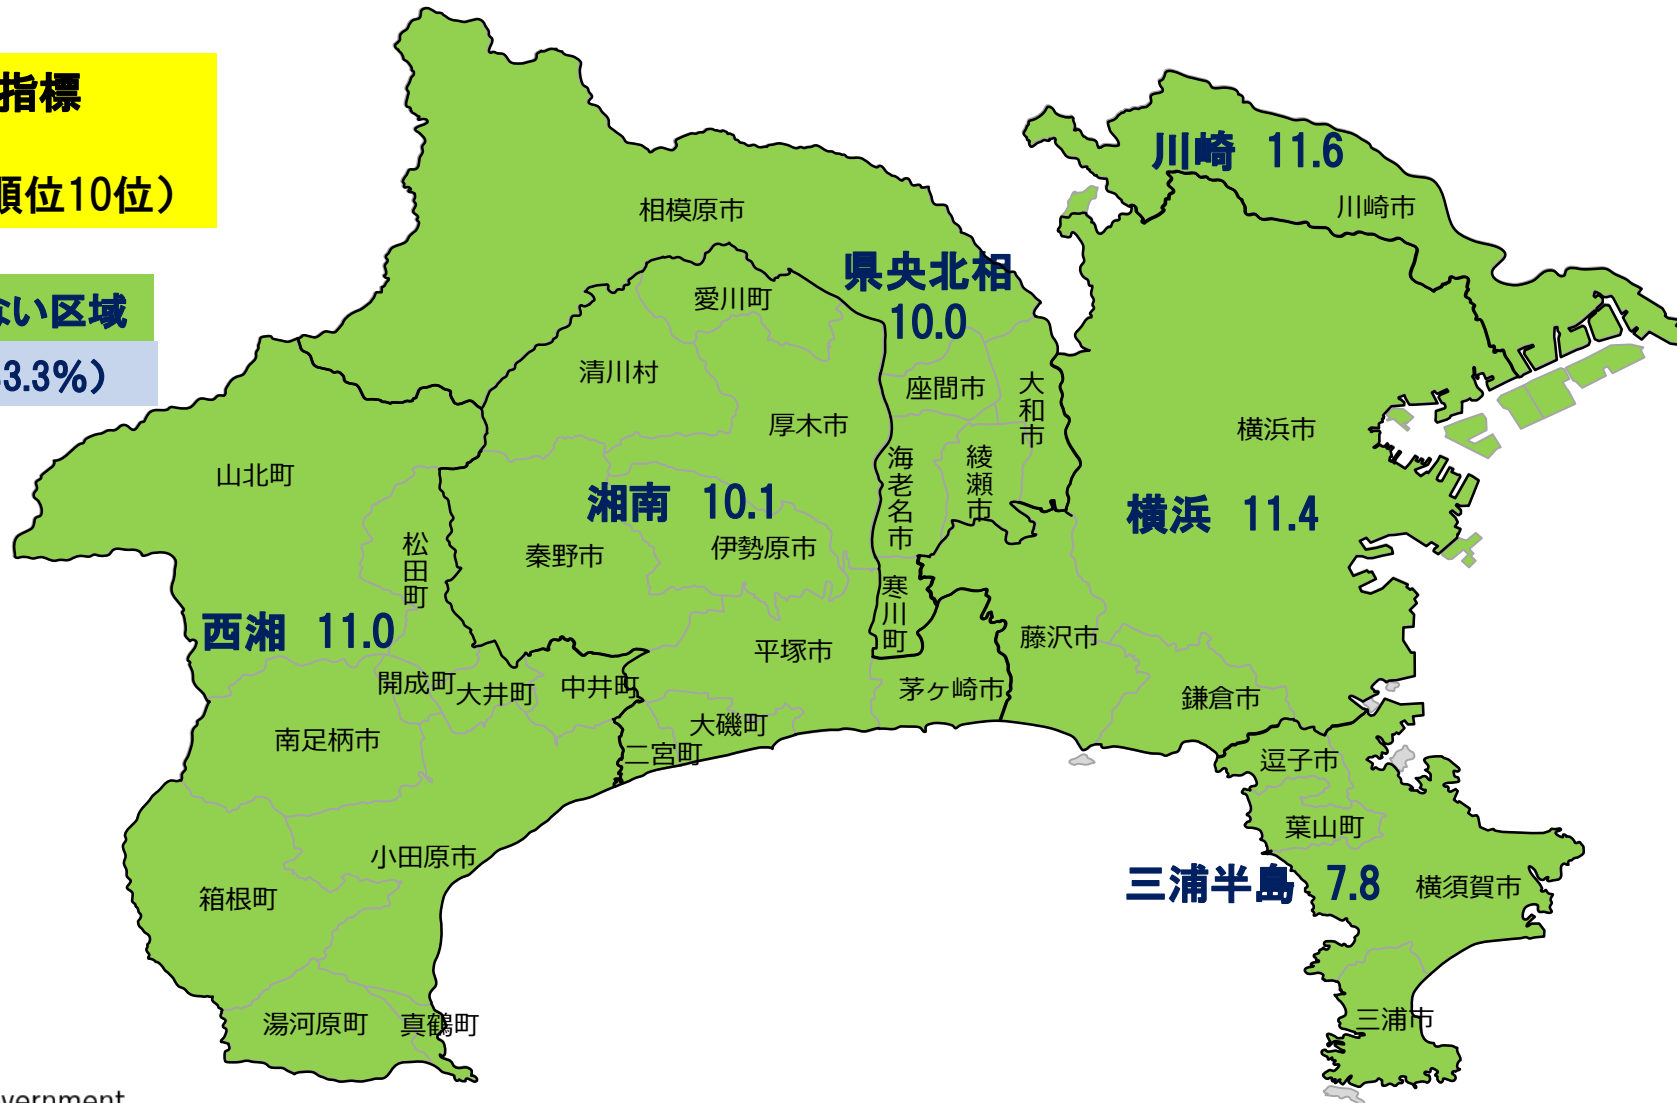 指標
順位10位）
ない区域
3.3%）
川崎 11.6
川崎市
相模原市
県央北相
10.0
愛川町
清川村
座間市
大和市
厚木市
横浜市
海老名市
綾瀬市
山北町
湘南 10.1
横浜 11.4
秦野市
伊勢原市
松田町
寒川町
西湘 11.0
平塚市
藤沢市
開成町
大井町
中井町
茅ヶ崎市
鎌倉市
南足柄市
大磯町
二宮町
逗子市
葉山町
小田原市
三浦半島 7.8
横須賀市
箱根町
湯河原町
真鶴町
三浦市
vernment